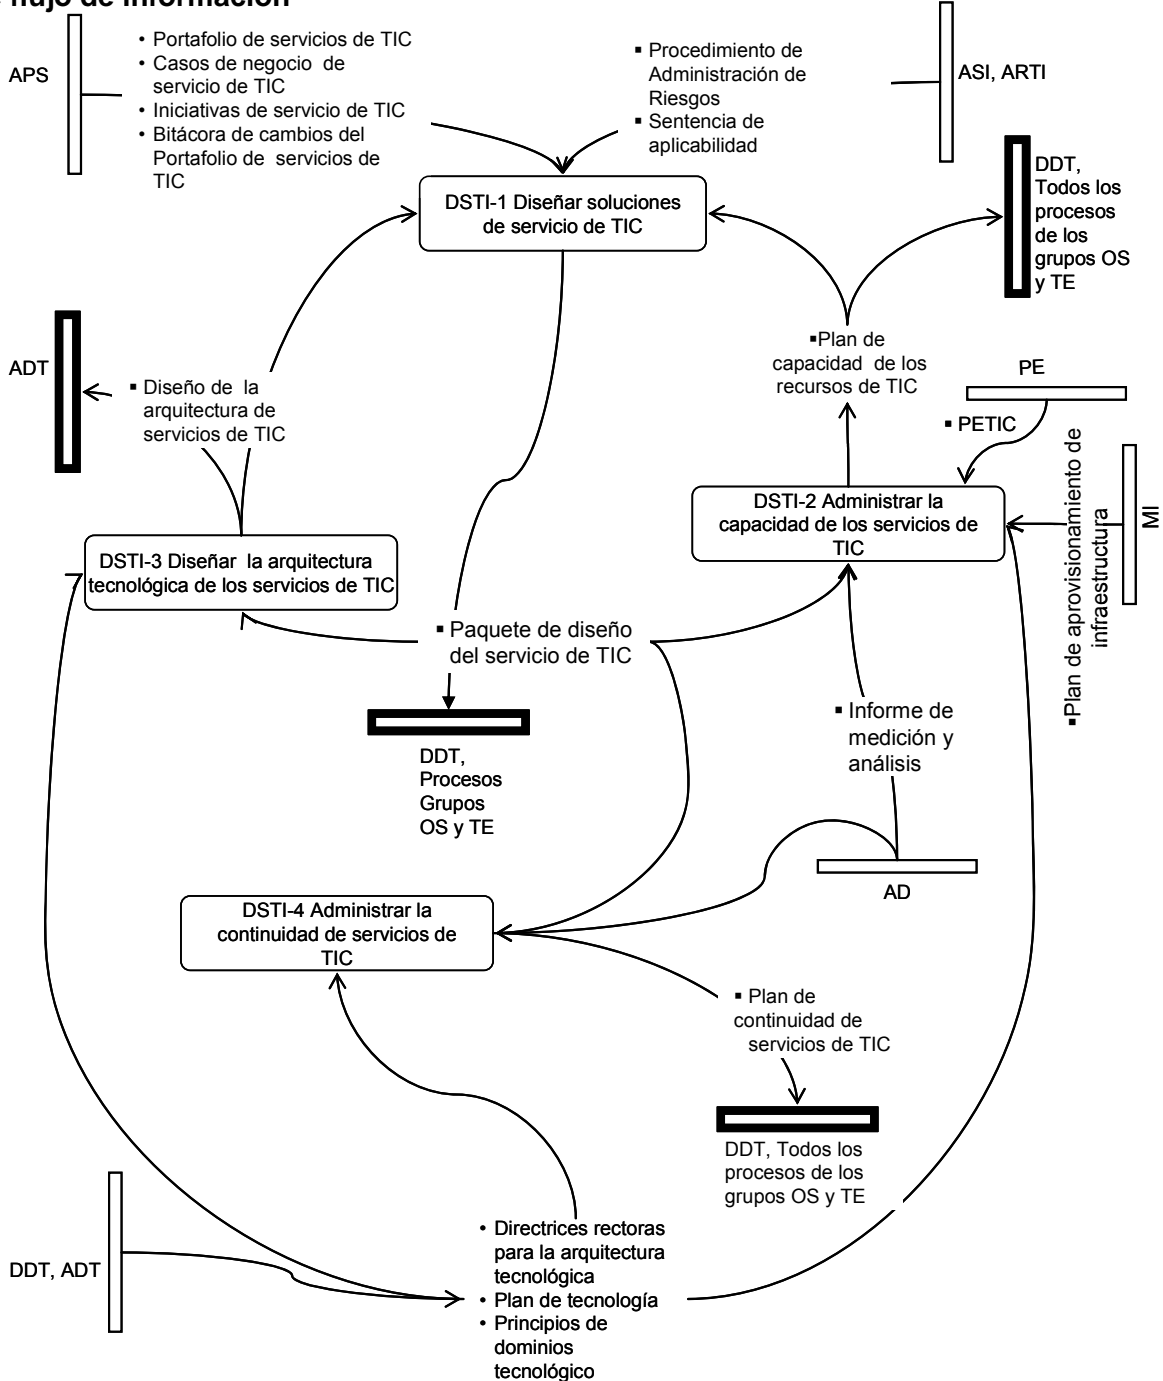 flujo de información
APS
• Portafolio de servicios de TIC
• Casos de negocio de
servicio de TIC
• Iniciativas de servicio de TIC
• Bitácora de cambios del
Portafolio de servicios de
TIC
▪ Procedimiento de
Administración de
Riesgos
▪ Sentencia de
aplicabilidad
ASI, ARTI
DDT,
Todos los
procesos
de los
grupos OS
y TE
DSTI-1 Diseñar soluciones
de servicio de TIC
ADT
▪ Diseño de la
arquitectura de
servicios de TIC
▪Plan de
capacidad de los
recursos de TIC
PE
▪ PETIC
▪Plan de aprovisionamiento de
infraestructura
MI
DSTI-2 Administrar la
capacidad de los servicios de
TIC
DSTI-3 Diseñar la arquitectura
tecnológica de los servicios de TIC
▪ Paquete de diseño
del servicio de TIC
DDT,
Procesos
Grupos
OS y TE
▪ Informe de
medición y
análisis
AD
DSTI-4 Administrar la
continuidad de servicios de
TIC
▪ Plan de
continuidad de
servicios de TIC
DDT, Todos los
procesos de los
grupos OS y TE
DDT, ADT
• Directrices rectoras
para la arquitectura
tecnológica
• Plan de tecnología
• Principios de
dominios
tecnológico